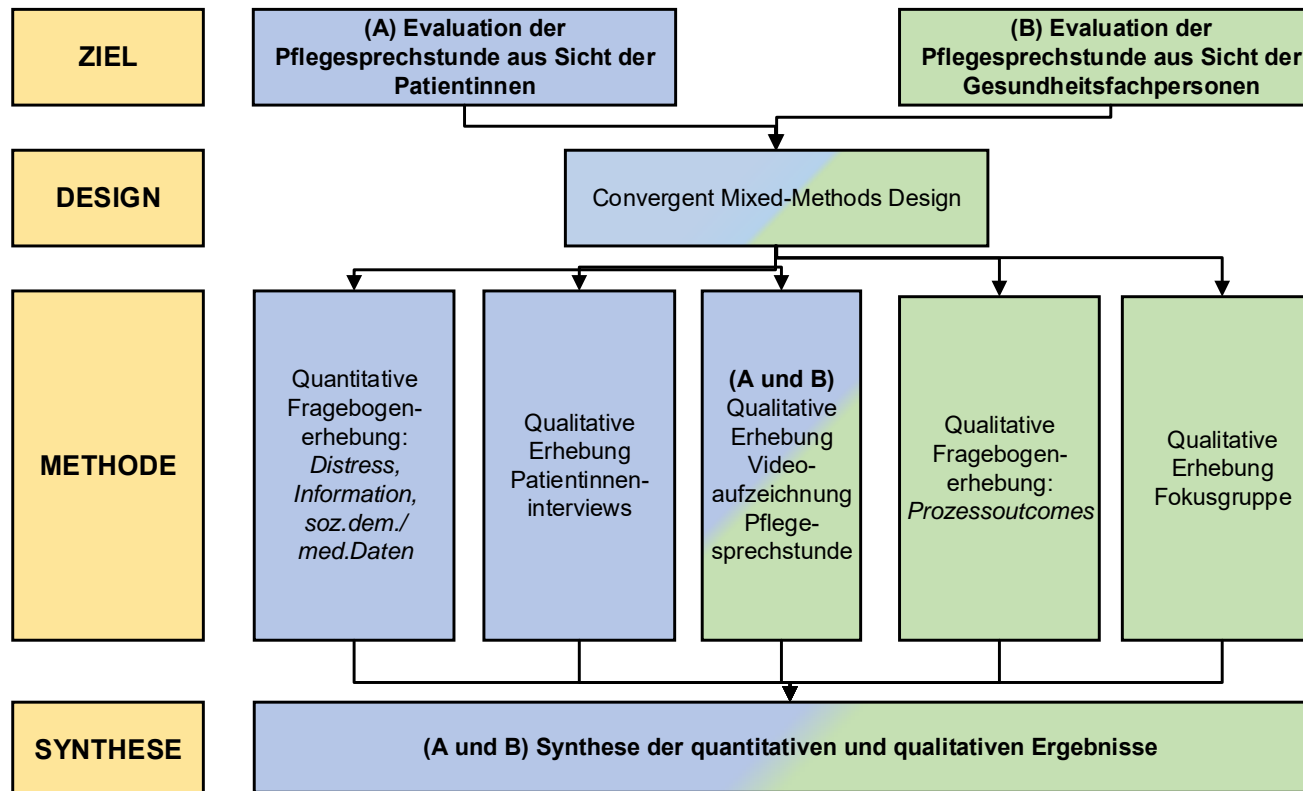 ZIEL
(A) Evaluation der
Pflegesprechstunde aus Sicht der
Patientinnen
(B) Evaluation der
Pflegesprechstunde aus Sicht der
Gesundheitsfachpersonen
DESIGN
Convergent Mixed-Methods Design
METHODE
Quantitative
Fragebogen-
erhebung:
Distress,
Information,
soz.dem./
med.Daten
Qualitative
Erhebung
Patientinnen-
interviews
(A und B)
Qualitative
Erhebung
Video-
aufzeichnung
Pflege-
sprechstunde
Qualitative
Fragebogen-
erhebung:
Prozessoutcomes
Qualitative
Erhebung
Fokusgruppe
SYNTHESE
(A und B) Synthese der quantitativen und qualitativen Ergebnisse